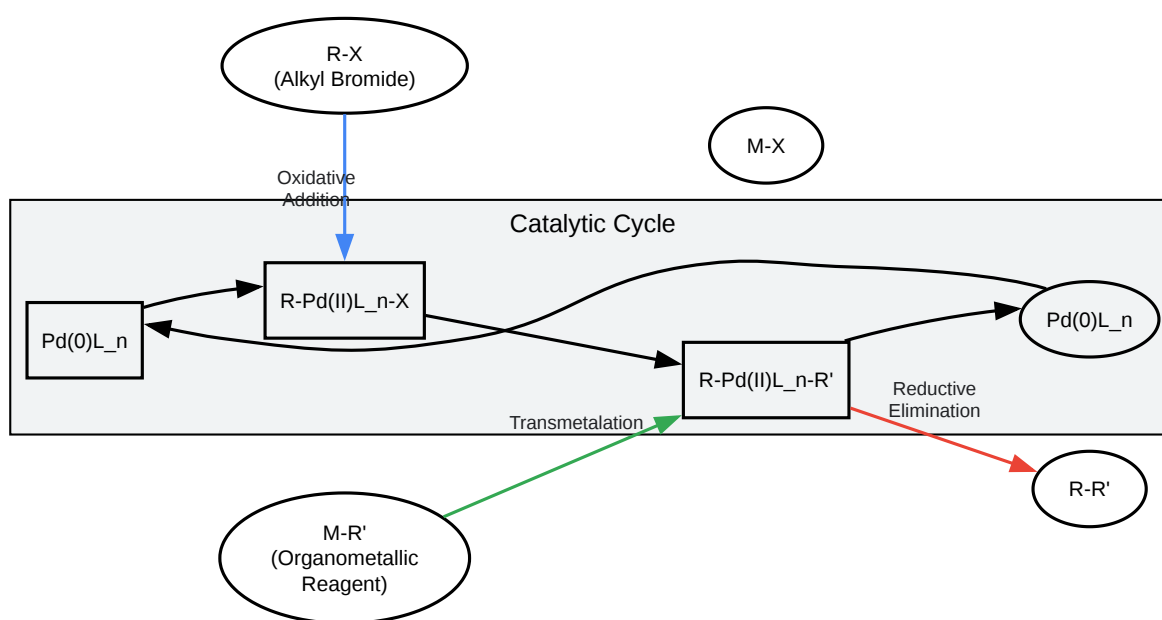 R-X
(Alkyl Bromide)
M-X
Oxidative
Addition
Catalytic Cycle
R-Pd(II)L_n-X
Pd(0)L_n
Pd(0)L_n
R-Pd(II)L_n-R'
Reductive
Elimination
Transmetalation
R-R'
M-R'
(Organometallic
Reagent)